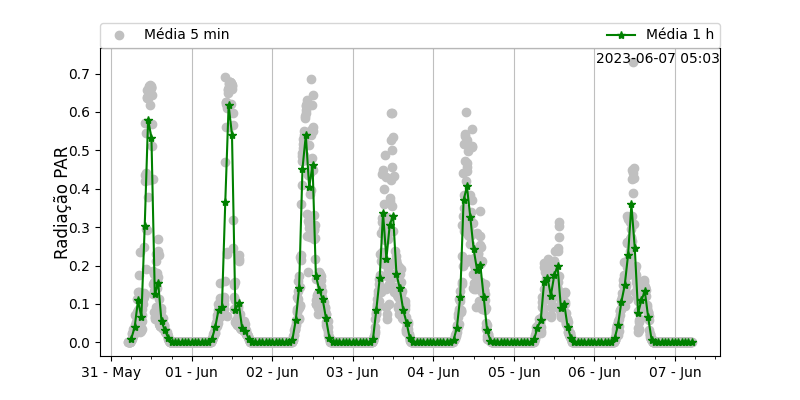 Média 5 min
Média 1 h
2023-06-07 05:03
Radiação PAR
0.7
0.6
0.5
0.4
0.3
0.2
0.1
0.0
31 - May
01 - Jun
02 - Jun
03 - Jun
04 - Jun
05 - Jun
06 - Jun
07 - Jun